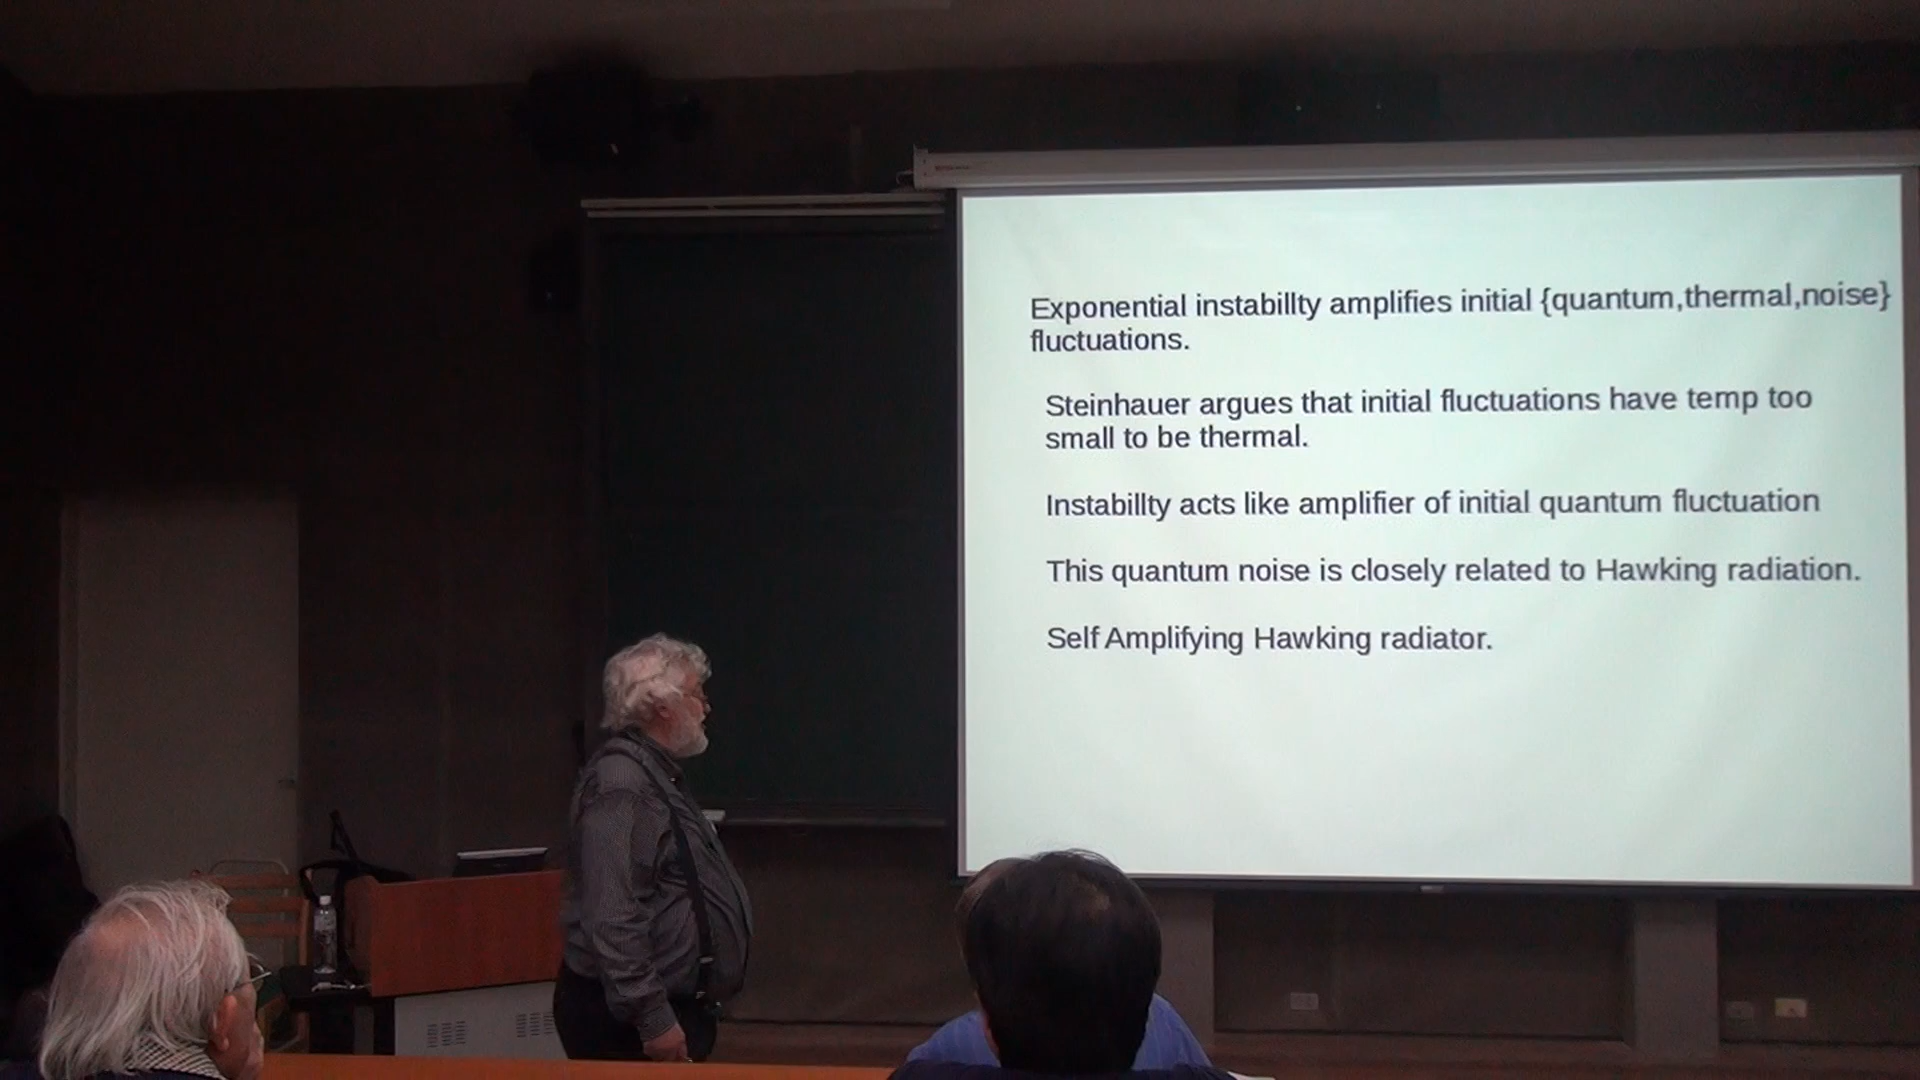 Exponential instabillty amplifies initial {quantum,thermal,noise}
fluctuations.
Steinhauer argues that initial fluctuations have temp too
small to be thermal.
Instabillty acts like amplifier of initial quantum fluctuation
This quantum noise is closely related to Hawking radiation.
Self Amplifying Hawking radiator.